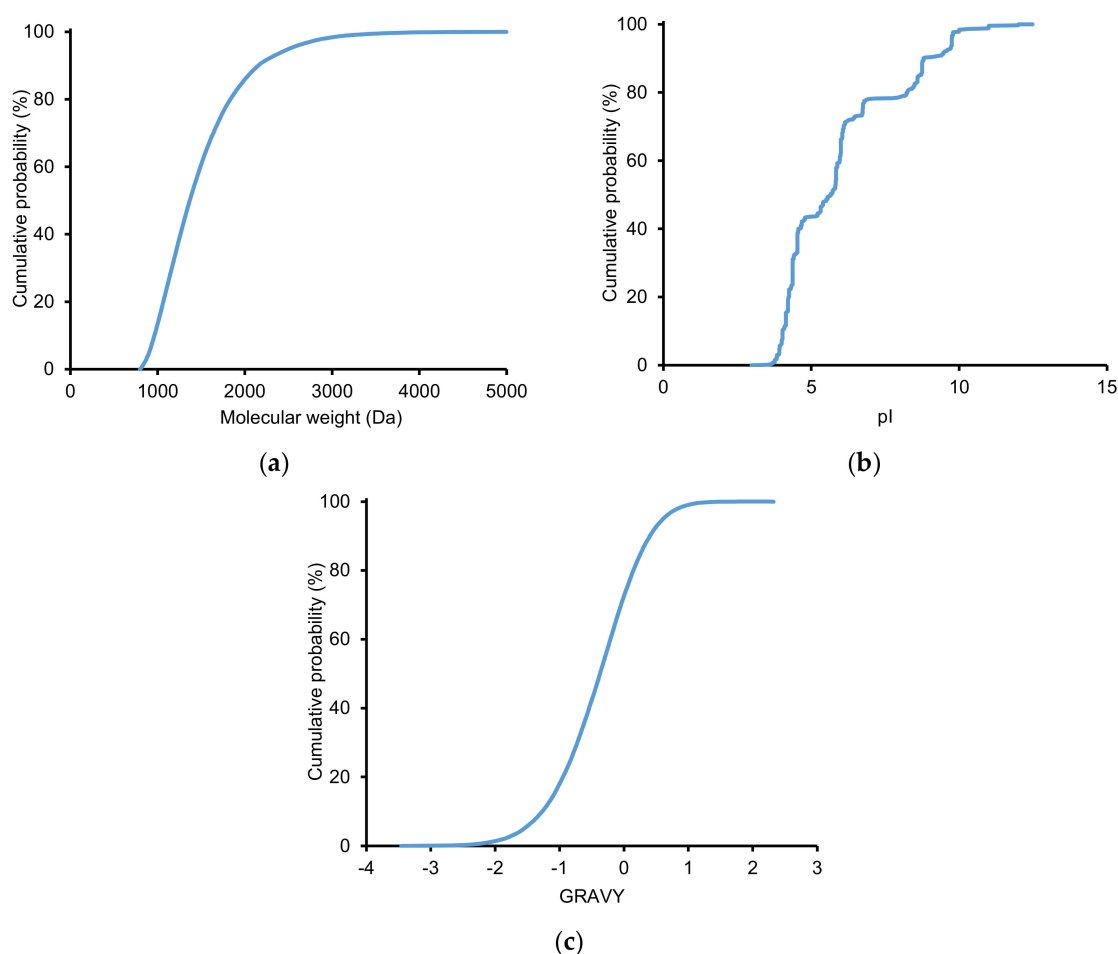 100
80
60
40
20
0
Cumulative probability (%)
0 1000 2000 3000 4000 5000
Molecular weight (Da)
(a)
100
80
60
40
20
0
Cumulative probability (%)
0 5 10 15
pI
(b)
100
80
60
40
20
0
Cumulative probability (%)
-4 -3 -2 -1 0 1 2 3
GRAVY
(c)